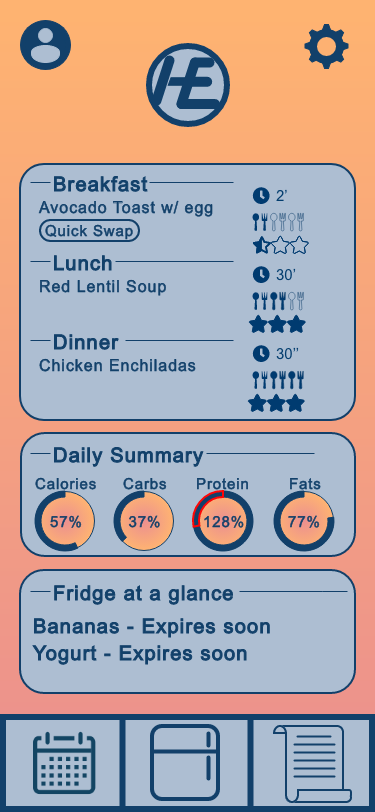 HE
Breakfast
2’
Avocado Toast w/ egg
Quick Swap
Lunch
30’
Red Lentil Soup
Dinner
30”
Chicken Enchiladas
Daily Summary
Calories Carbs Protein Fats
57% 37% 128% 77%
Fridge at a glance
Bananas - Expires soon
Yogurt - Expires soon